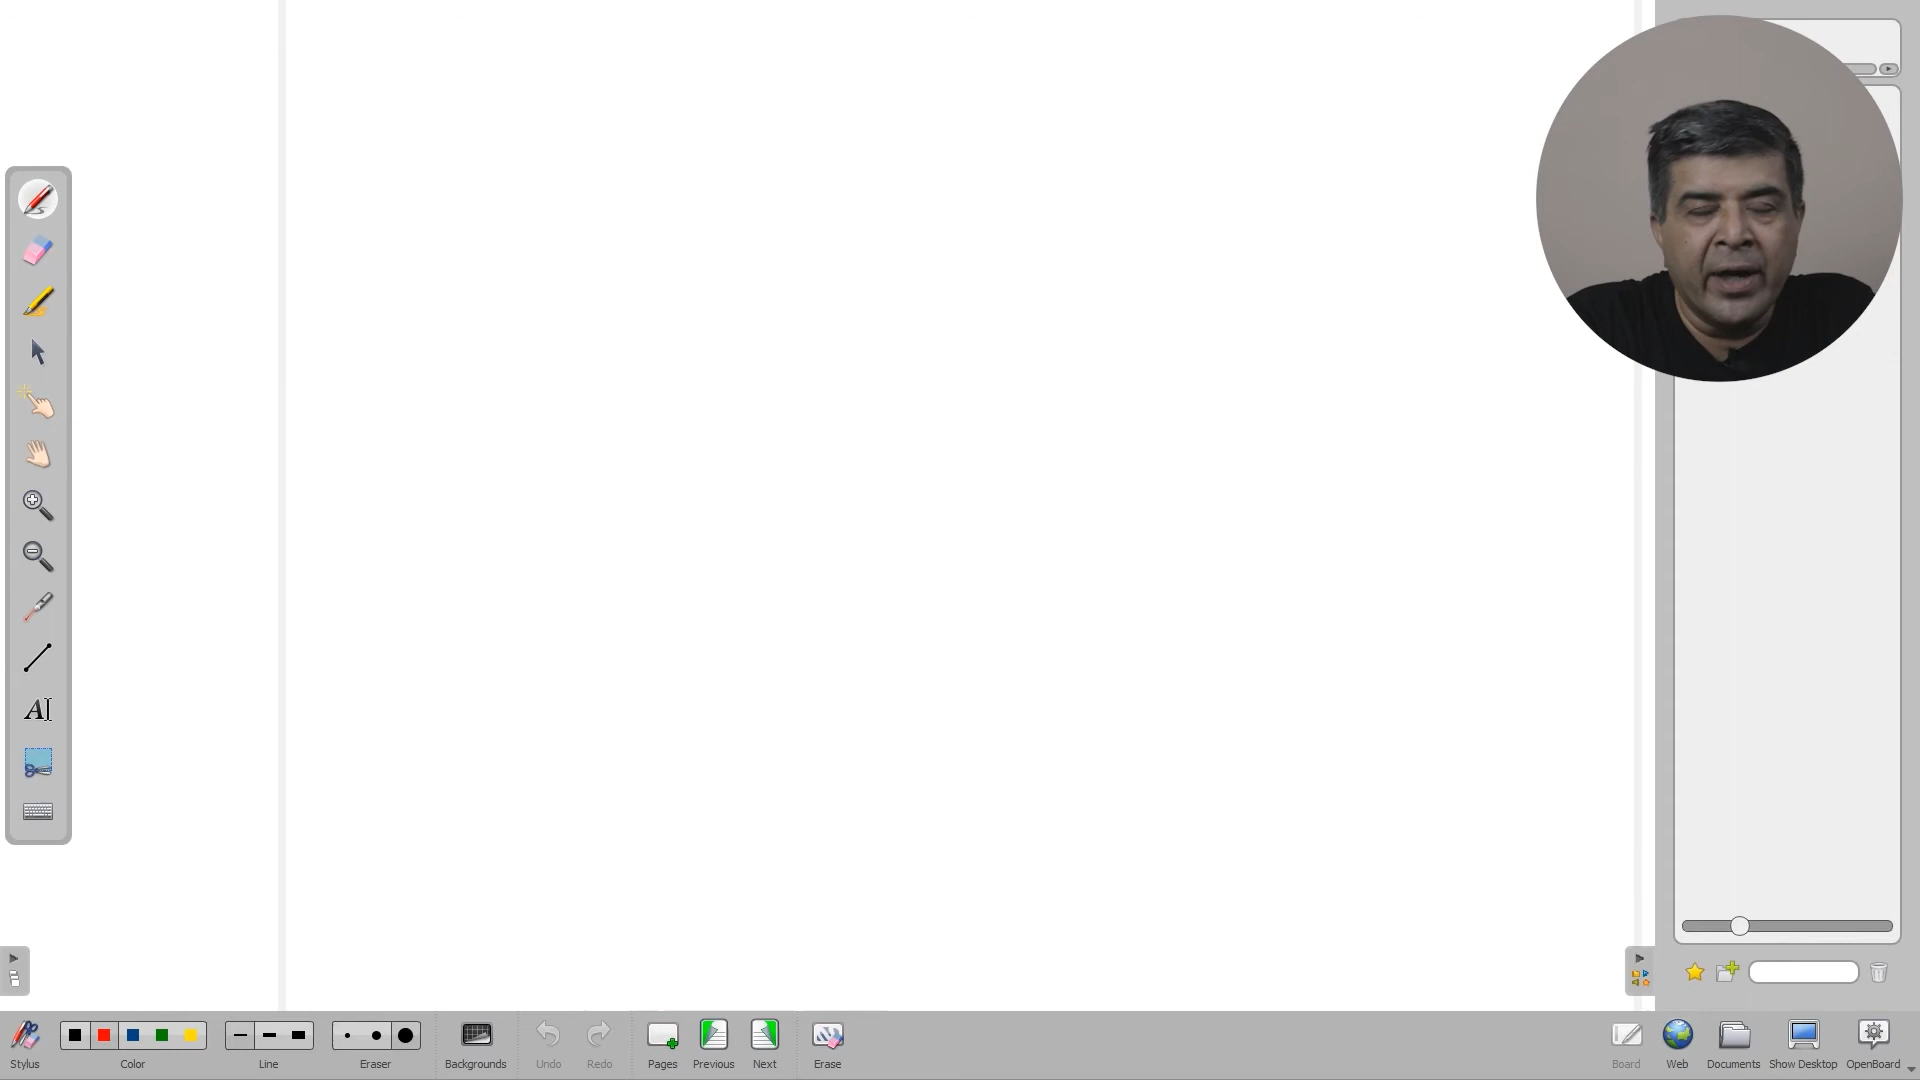 Stylus
Color
Line
Eraser
Backgrounds
Undo
Redo
Pages
Previous
Next
Erase
Board
Web
Documents
Show Desktop
OpenBoard